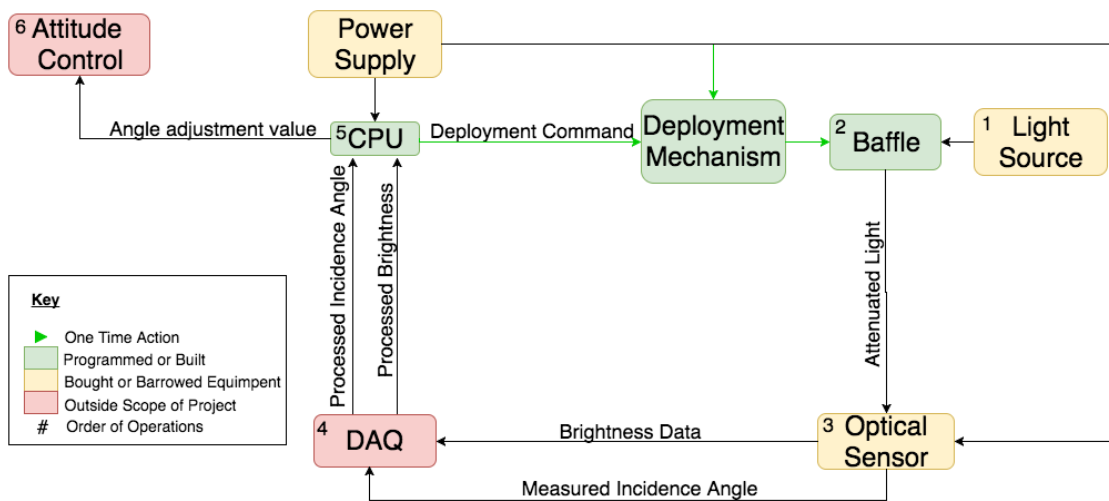 6
Attitude
Control
Power
Supply
Angle adjustment value
5
CPU
Deployment Command
Deployment
Mechanism
2
Baffle
1
Light
Source
Processed Incidence Angle
Processed Brightness
Attenuated Light
Key
One Time Action
Programmed or Built
Bought or Barrowed Equimpent
Outside Scope of Project
# Order of Operations
4
DAQ
Brightness Data
3
Optical
Sensor
Measured Incidence Angle